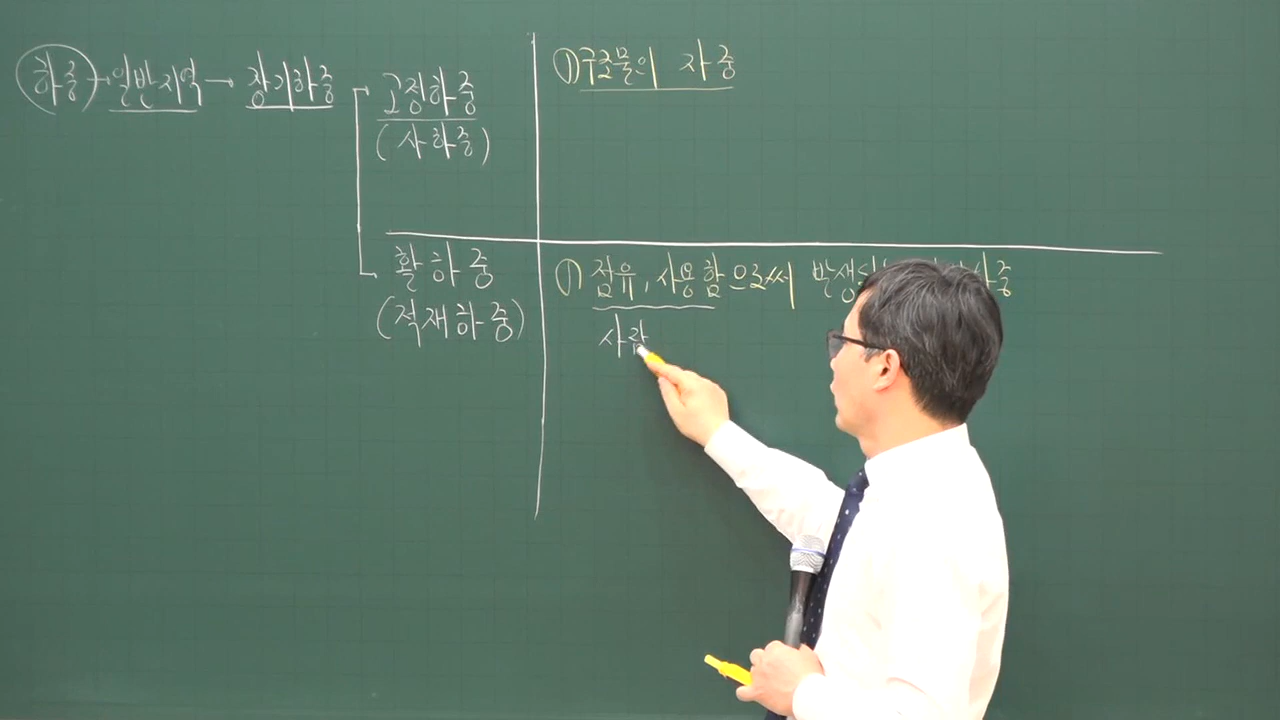 하중 → 일반지역 → 장기하중
고정하중
(사하중)
① 구조물의 자중
활하중
(적재하중)
① 점유, 사용함으로써 발생
사람